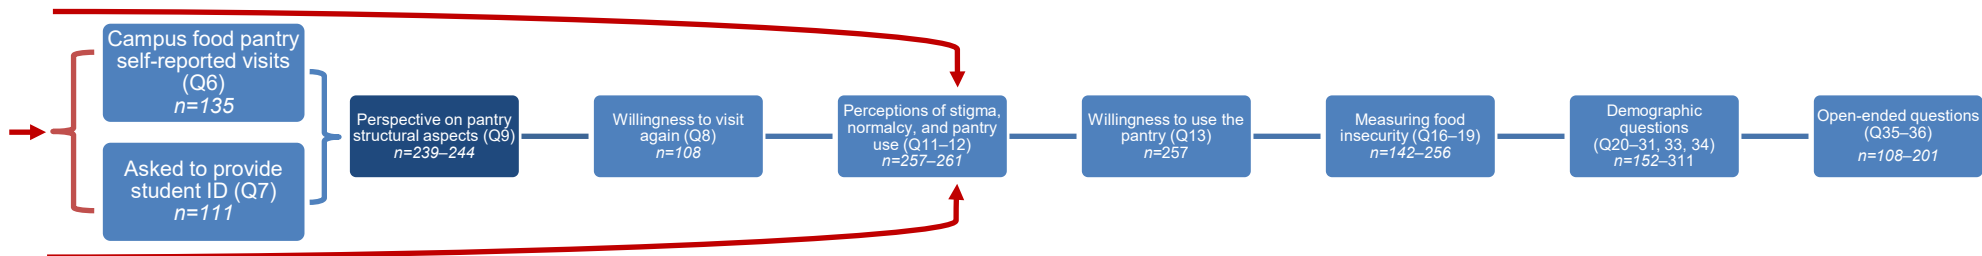 Campus food pantry
self-reported visits
(Q6)
n=135
Asked to provide
student ID (Q7)
n=111
Perspective on pantry
structural aspects (Q9)
n=239–244
Willingness to visit
again (Q8)
n=108
Perceptions of stigma,
normalcy, and pantry
use (Q11–12)
n=257–261
Willingness to use the
pantry (Q13)
n=257
Measuring food
insecurity (Q16–19)
n=142–256
Demographic
questions
(Q20–31, 33, 34)
n=152–311
Open-ended questions
(Q35–36)
n=108–201